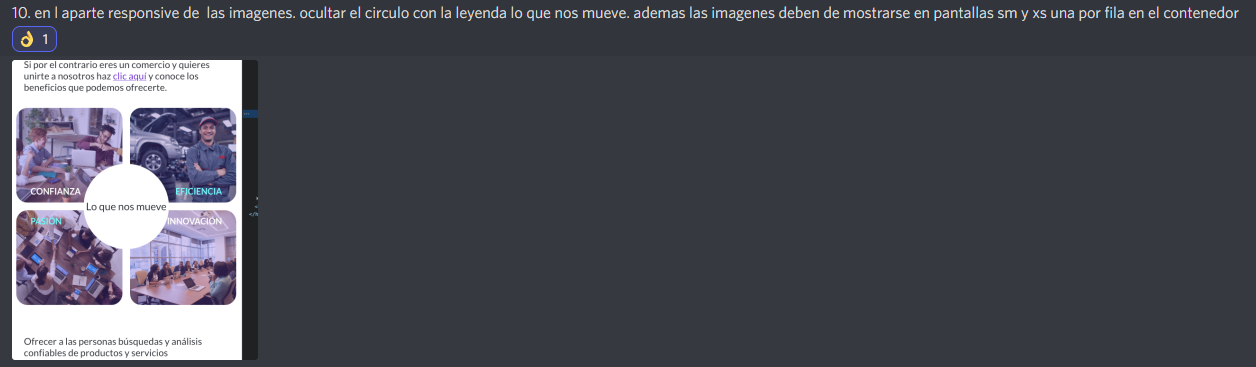 10. en l aparte responsive de las imagenes. ocultar el circulo con la leyenda lo que nos mueve. ademas las imagenes deben de mostrarse en pantallas sm y xs una por fila en el contenedor
👌 1
Si por el contrario eres un comercio y quieres
unirte a nosotros haz clic aquí y conoce los
beneficios que podemos ofrecerte.
CONFIANZA
EFICIENCIA
Lo que nos mueve
PASIÓN
INNOVACIÓN
Ofrecer a las personas búsquedas y análisis
confiables de productos y servicios